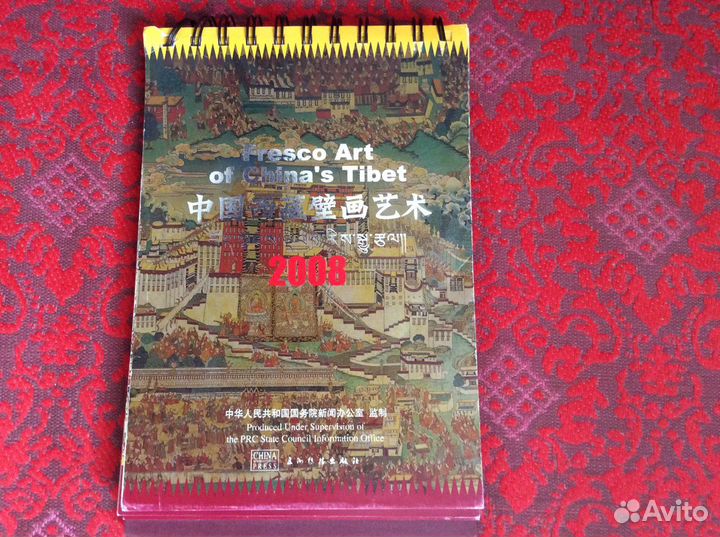 Fresco Art
of China's Tibet
中国西藏壁画艺术
2008
中华人民共和国国务院新闻办公室 监制
Produced Under Supervision of
the PRC State Council Information Office
CHINA
PRESS
五洲传播出版社
Avito